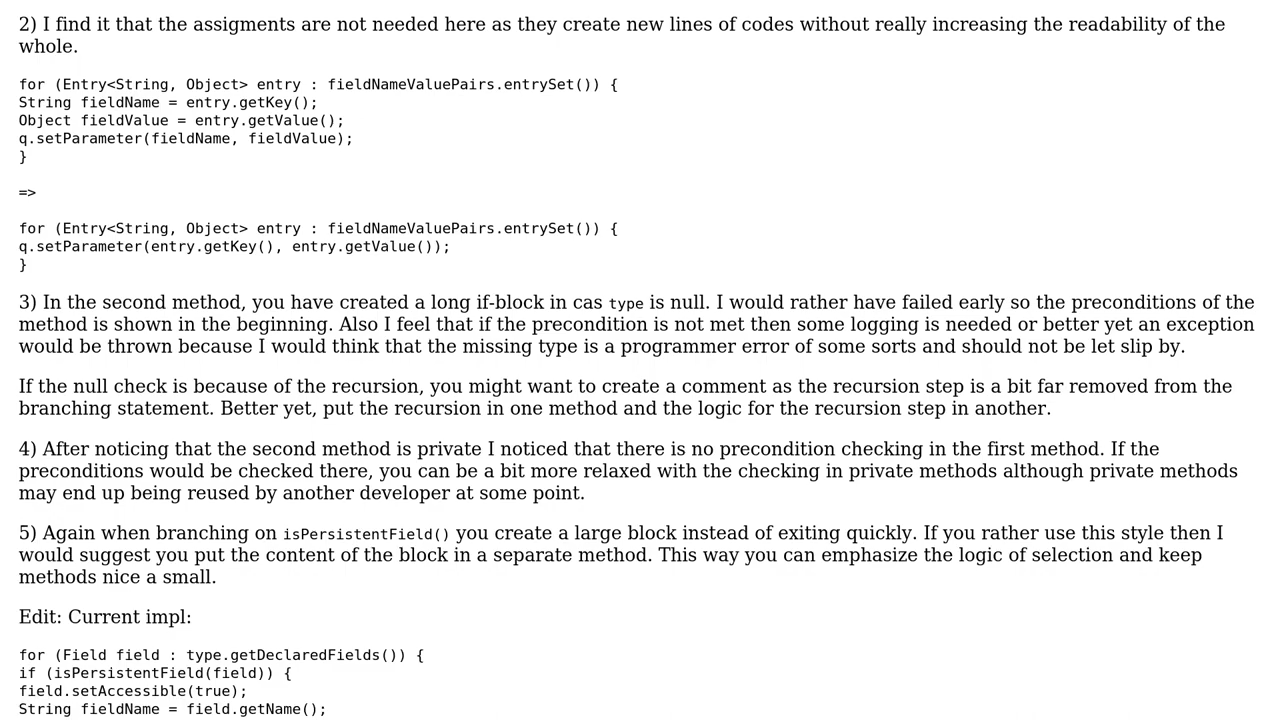 2) I find it that the assigments are not needed here as they create new lines of codes without really increasing the readability of the
whole.
for (Entry<String, Object> entry : fieldNameValuePairs.entrySet()) {
String fieldName = entry.getKey();
Object fieldValue = entry.getValue();
q.setParameter(fieldName, fieldValue);
}
=>
for (Entry<String, Object> entry : fieldNameValuePairs.entrySet()) {
q.setParameter(entry.getKey(), entry.getValue());
}
3) In the second method, you have created a long if-block in cas type is null. I would rather have failed early so the preconditions of the
method is shown in the beginning. Also I feel that if the precondition is not met then some logging is needed or better yet an exception
would be thrown because I would think that the missing type is a programmer error of some sorts and should not be let slip by.
If the null check is because of the recursion, you might want to create a comment as the recursion step is a bit far removed from the
branching statement. Better yet, put the recursion in one method and the logic for the recursion step in another.
4) After noticing that the second method is private I noticed that there is no precondition checking in the first method. If the
preconditions would be checked there, you can be a bit more relaxed with the checking in private methods although private methods
may end up being reused by another developer at some point.
5) Again when branching on isPersistentField() you create a large block instead of exiting quickly. If you rather use this style then I
would suggest you put the content of the block in a separate method. This way you can emphasize the logic of selection and keep
methods nice a small.
Edit: Current impl:
for (Field field : type.getDeclaredFields()) {
if (isPersistentField(field)) {
field.setAccessible(true);
String fieldName = field.getName();